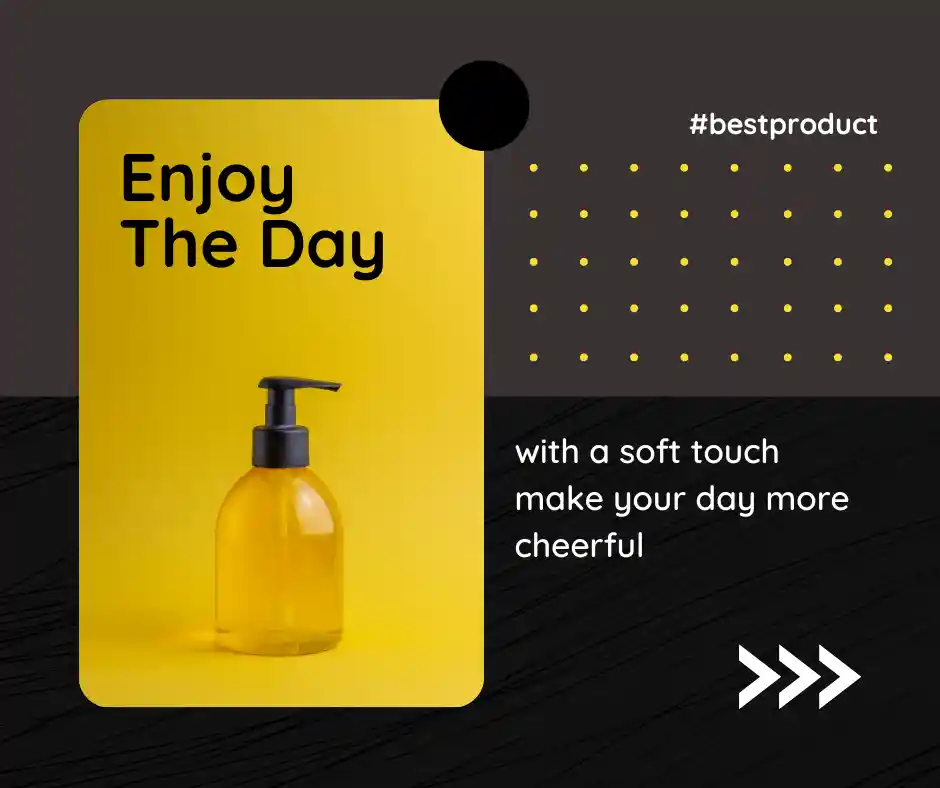 Enjoy
The Day
#bestproduct
with a soft touch
make your day more
cheerful